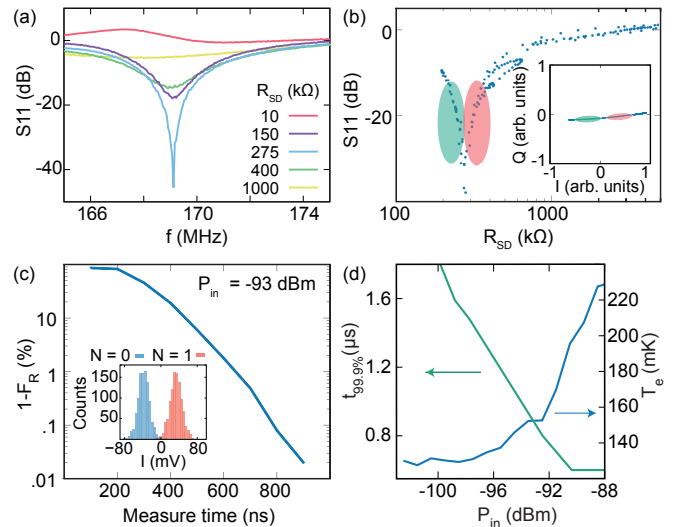 (a)
10
0
-20
-40
S11 (dB)
166
170
174
f (MHz)
R_SD (kΩ)
10
150
275
400
1000
(b)
0
-20
S11 (dB)
100
1000
R_SD (kΩ)
1
0
-1
Q (arb. units)
-1
0
1
I (arb. units)
(c)
P_in = -93 dBm
10
1
.1
.01
1-F_R (%)
200
400
600
800
Measure time (ns)
N = 0
N = 1
150
100
50
0
Counts
-80
0
80
I (mV)
(d)
1.6
1.2
0.8
t_99.9% (µs)
220
200
180
160
140
T_e (mK)
-100
-96
-92
-88
P_in (dBm)